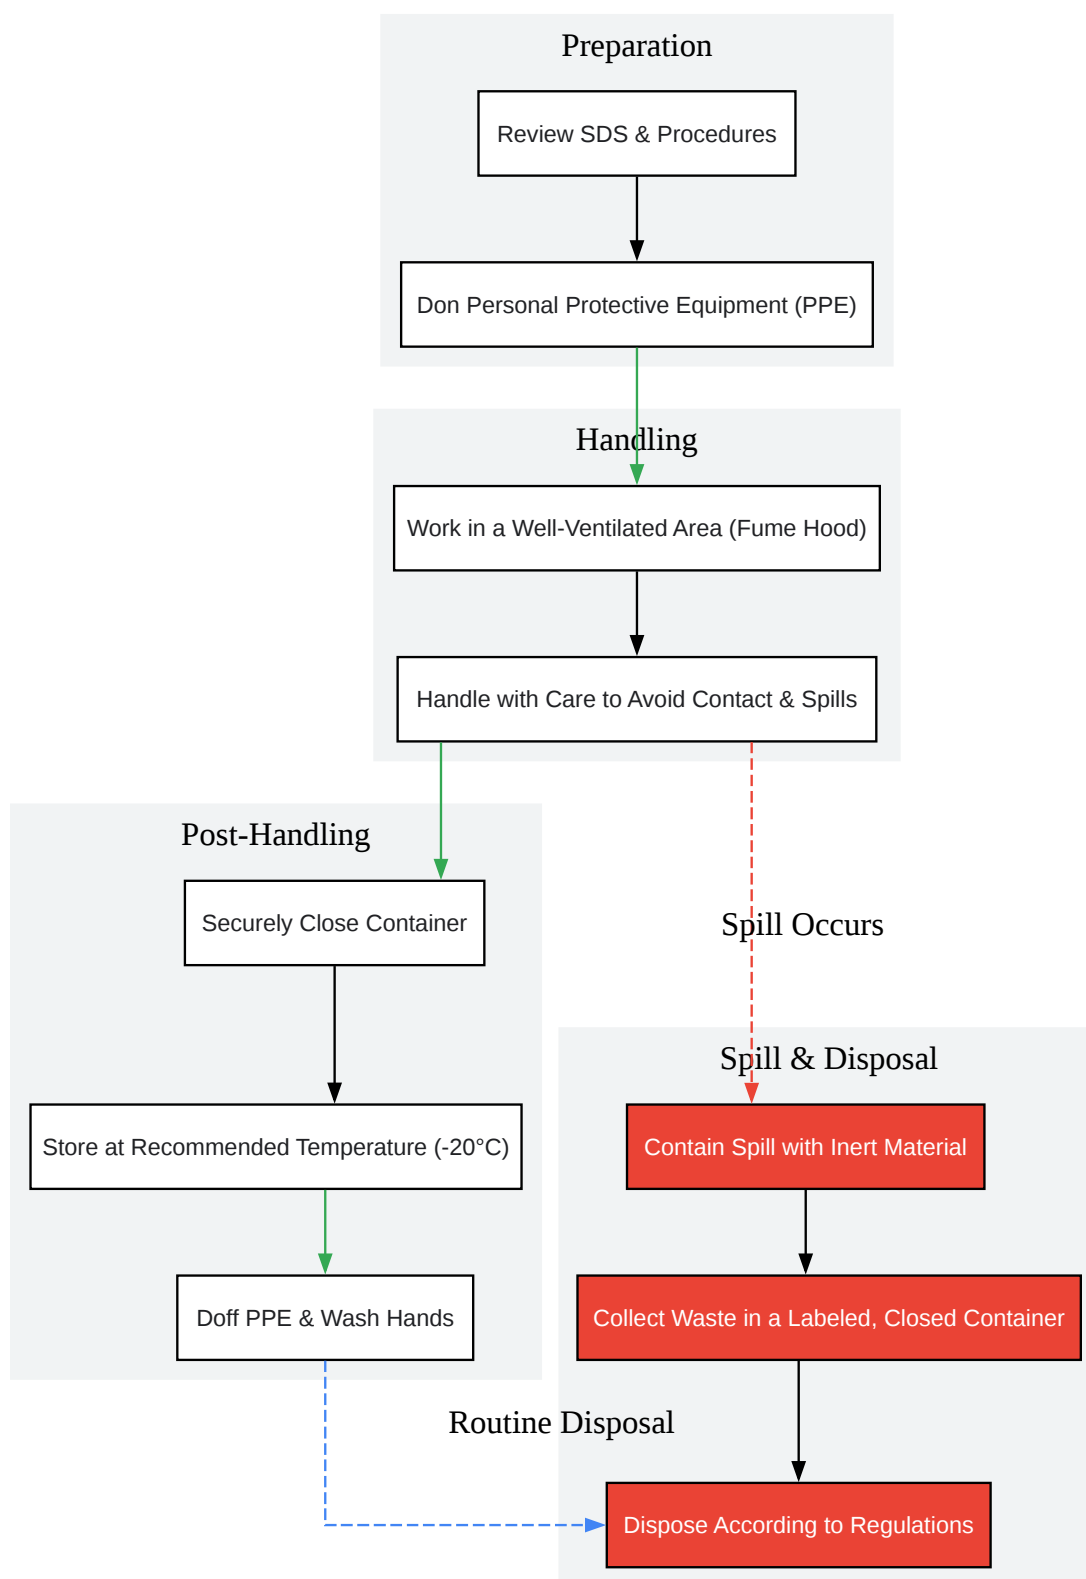 Preparation
Review SDS & Procedures
Don Personal Protective Equipment (PPE)
Handling
Work in a Well-Ventilated Area (Fume Hood)
Handle with Care to Avoid Contact & Spills
Post-Handling
Securely Close Container
Store at Recommended Temperature (-20°C)
Doff PPE & Wash Hands
Spill Occurs
Spill & Disposal
Contain Spill with Inert Material
Collect Waste in a Labeled, Closed Container
Routine Disposal
Dispose According to Regulations